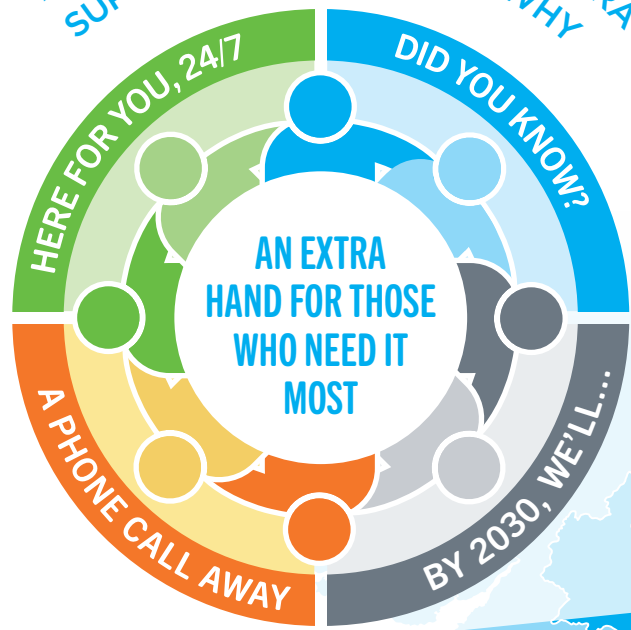 WHY
HERE FOR YOU, 24/7
DID YOU KNOW?
AN EXTRA
HAND FOR THOSE
WHO NEED IT
MOST
A PHONE CALL AWAY
BY 2030, WE'LL...